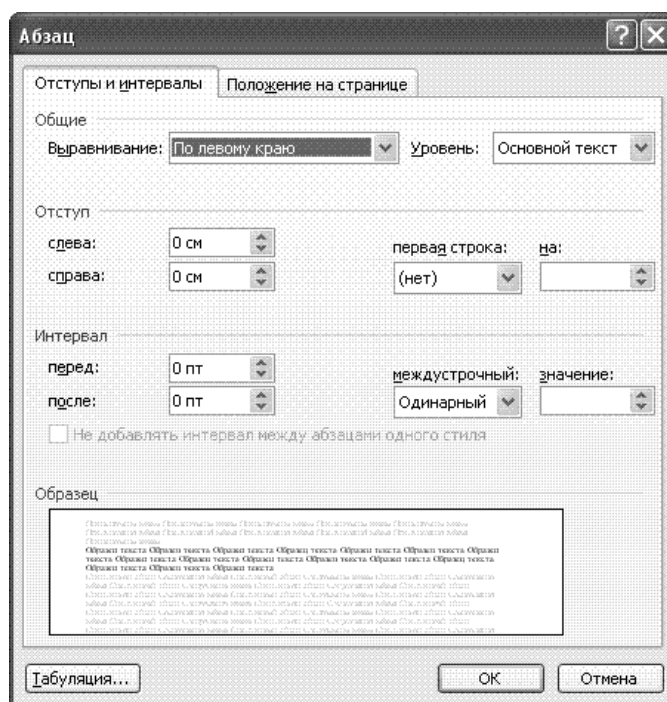 Абзац
Отступы и интервалы Положение на странице
Общие
Выравнивание: По левому краю Уровень: Основной текст
Отступ
слева: 0 см первая строка: на:
справа: 0 см (нет)
Интервал
перед: 0 пт междустрочный: значение:
после: 0 пт Одинарный
Не добавлять интервал между абзацами одного стиля
Образец
Образец текста Образец текста Образец текста Образец текста Образец текста Образец текста Образец
текста Образец текста Образец текста Образец текста Образец текста Образец текста Образец текста
Образец текста Образец текста Образец текста
Табуляция... ОК Отмена